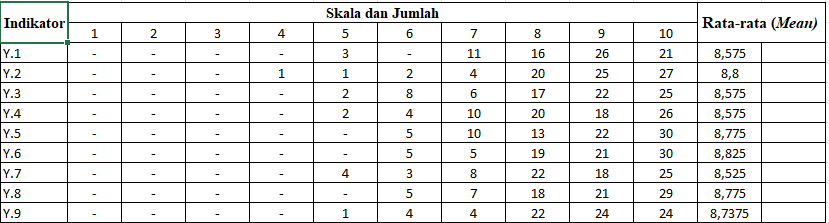 Indikator Skala dan Jumlah Rata-rata (Mean)
1 2 3 4 5 6 7 8 9 10
Y.1 - - - - 3 - 11 16 26 21 8,575
Y.2 - - - 1 1 2 4 20 25 27 8,8
Y.3 - - - - 2 8 6 17 22 25 8,575
Y.4 - - - - 2 4 10 20 18 26 8,575
Y.5 - - - - - 5 10 13 22 30 8,775
Y.6 - - - - - 5 5 19 21 30 8,825
Y.7 - - - - 4 3 8 22 18 25 8,525
Y.8 - - - - - 5 7 18 21 29 8,775
Y.9 - - - - 1 4 4 22 24 24 8,7375